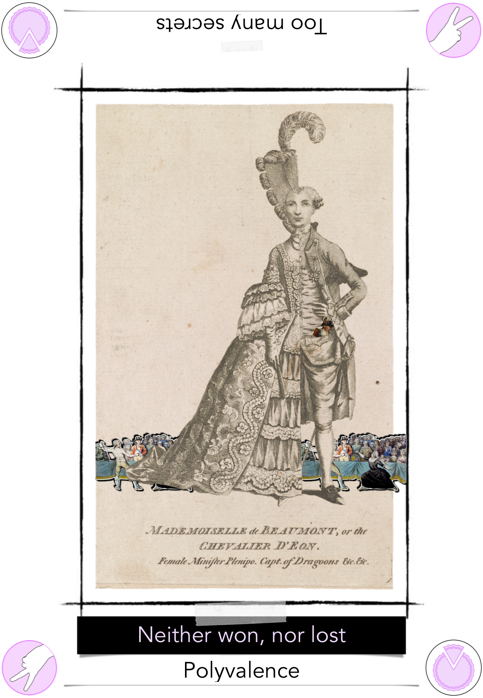 Too many secrets
MADEMOISELLE de BEAUMONT, or the
CHEVALIER D'EON.
Female Minister Plenipo. Capt. of Dragoons &c. &c.
Neither won, nor lost
Polyvalence